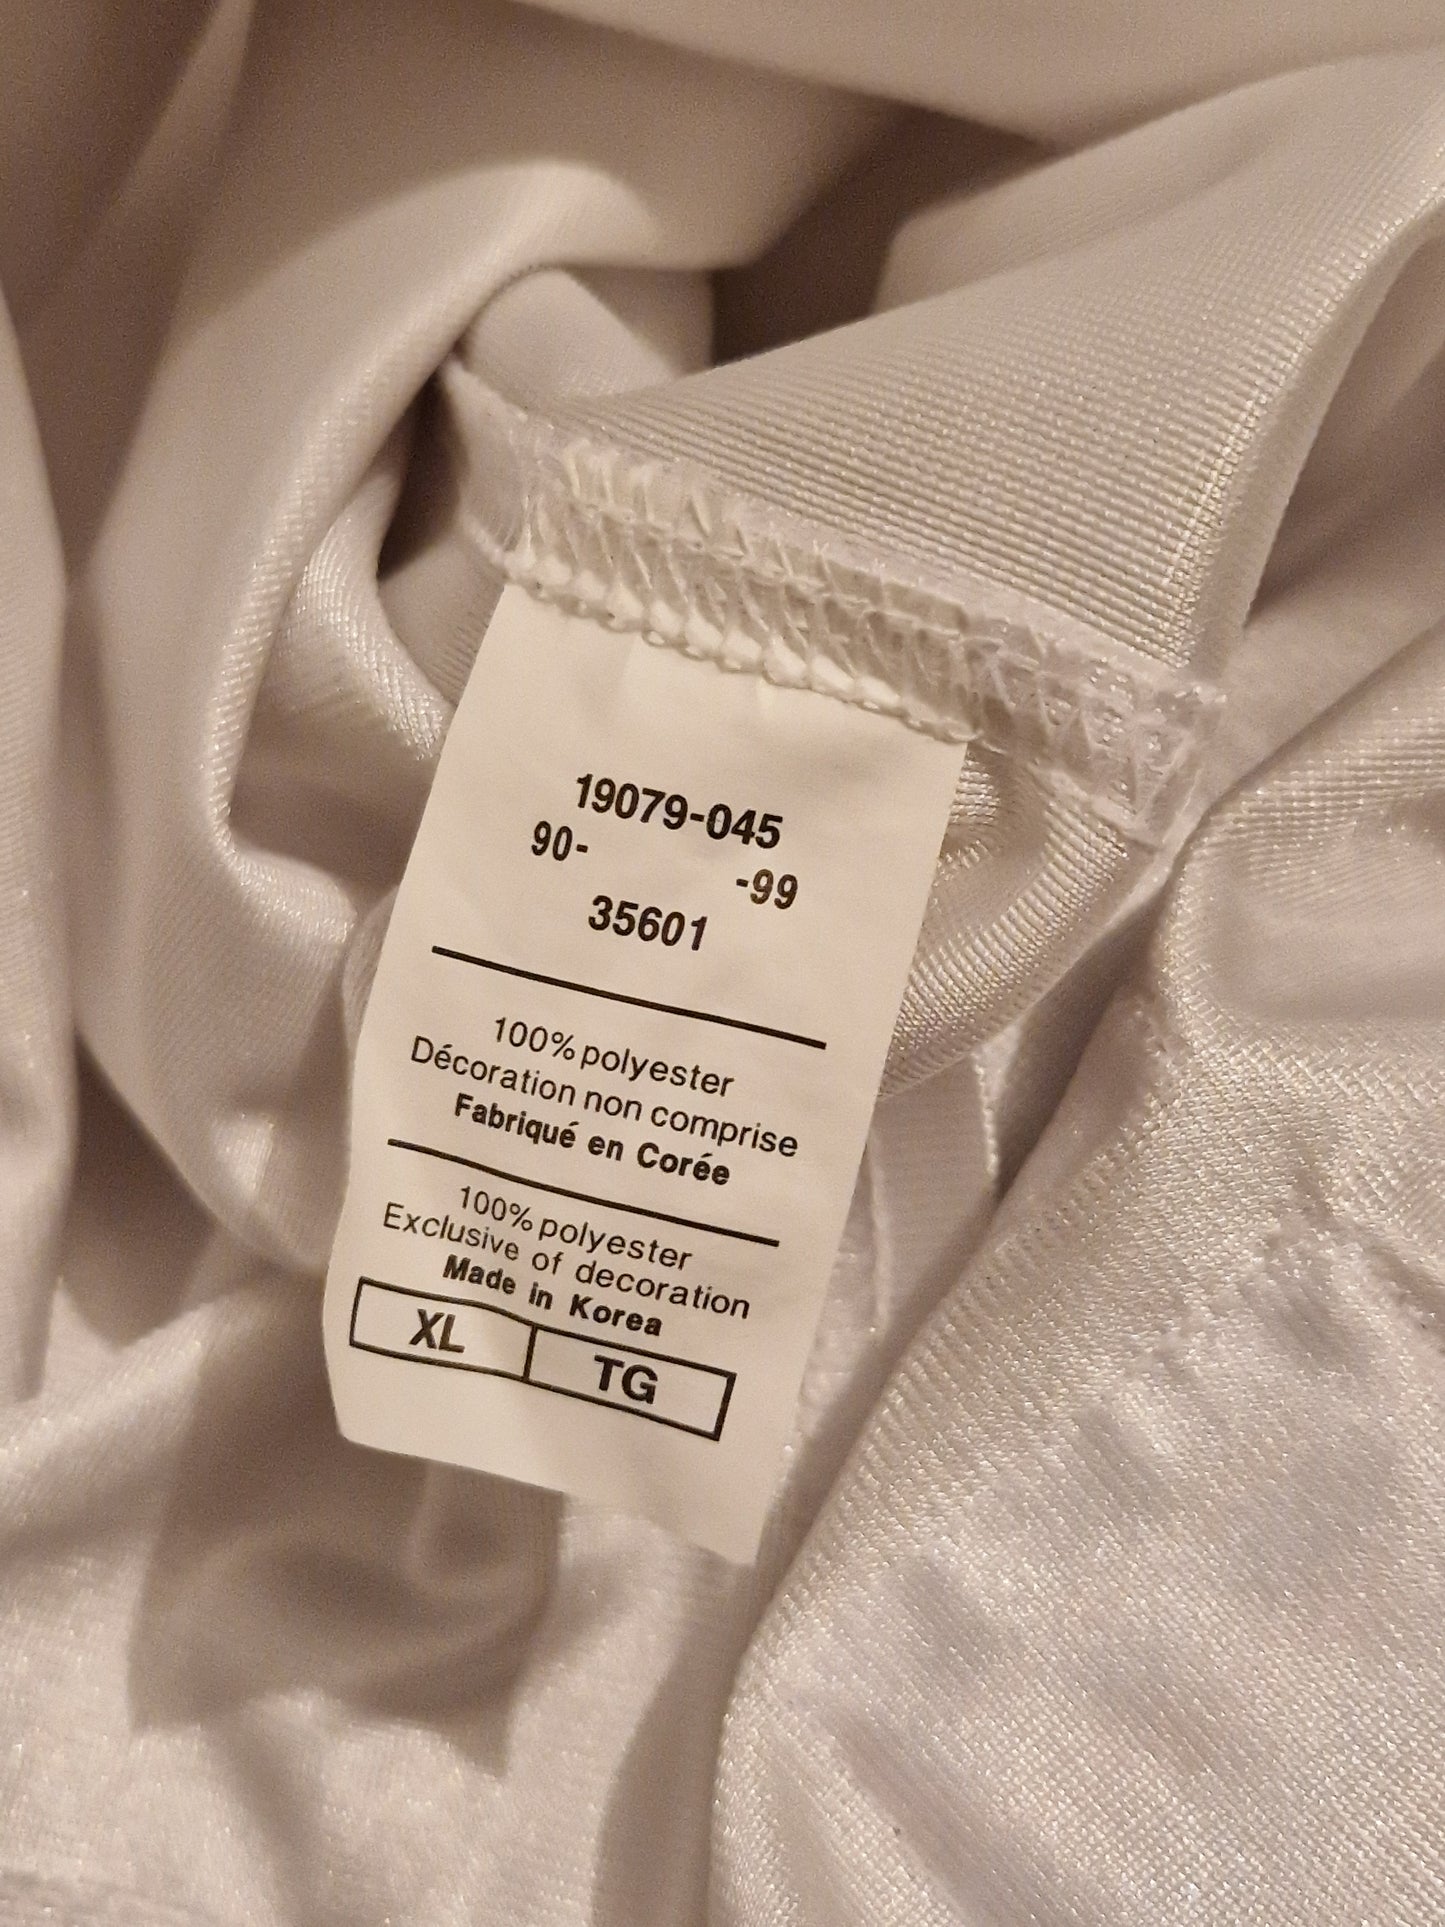 19079-045
90-
-99
35601
100% polyester
Décoration non comprise
Fabriqué en Corée
100% polyester
Exclusive of decoration
Made in Korea
XL TG